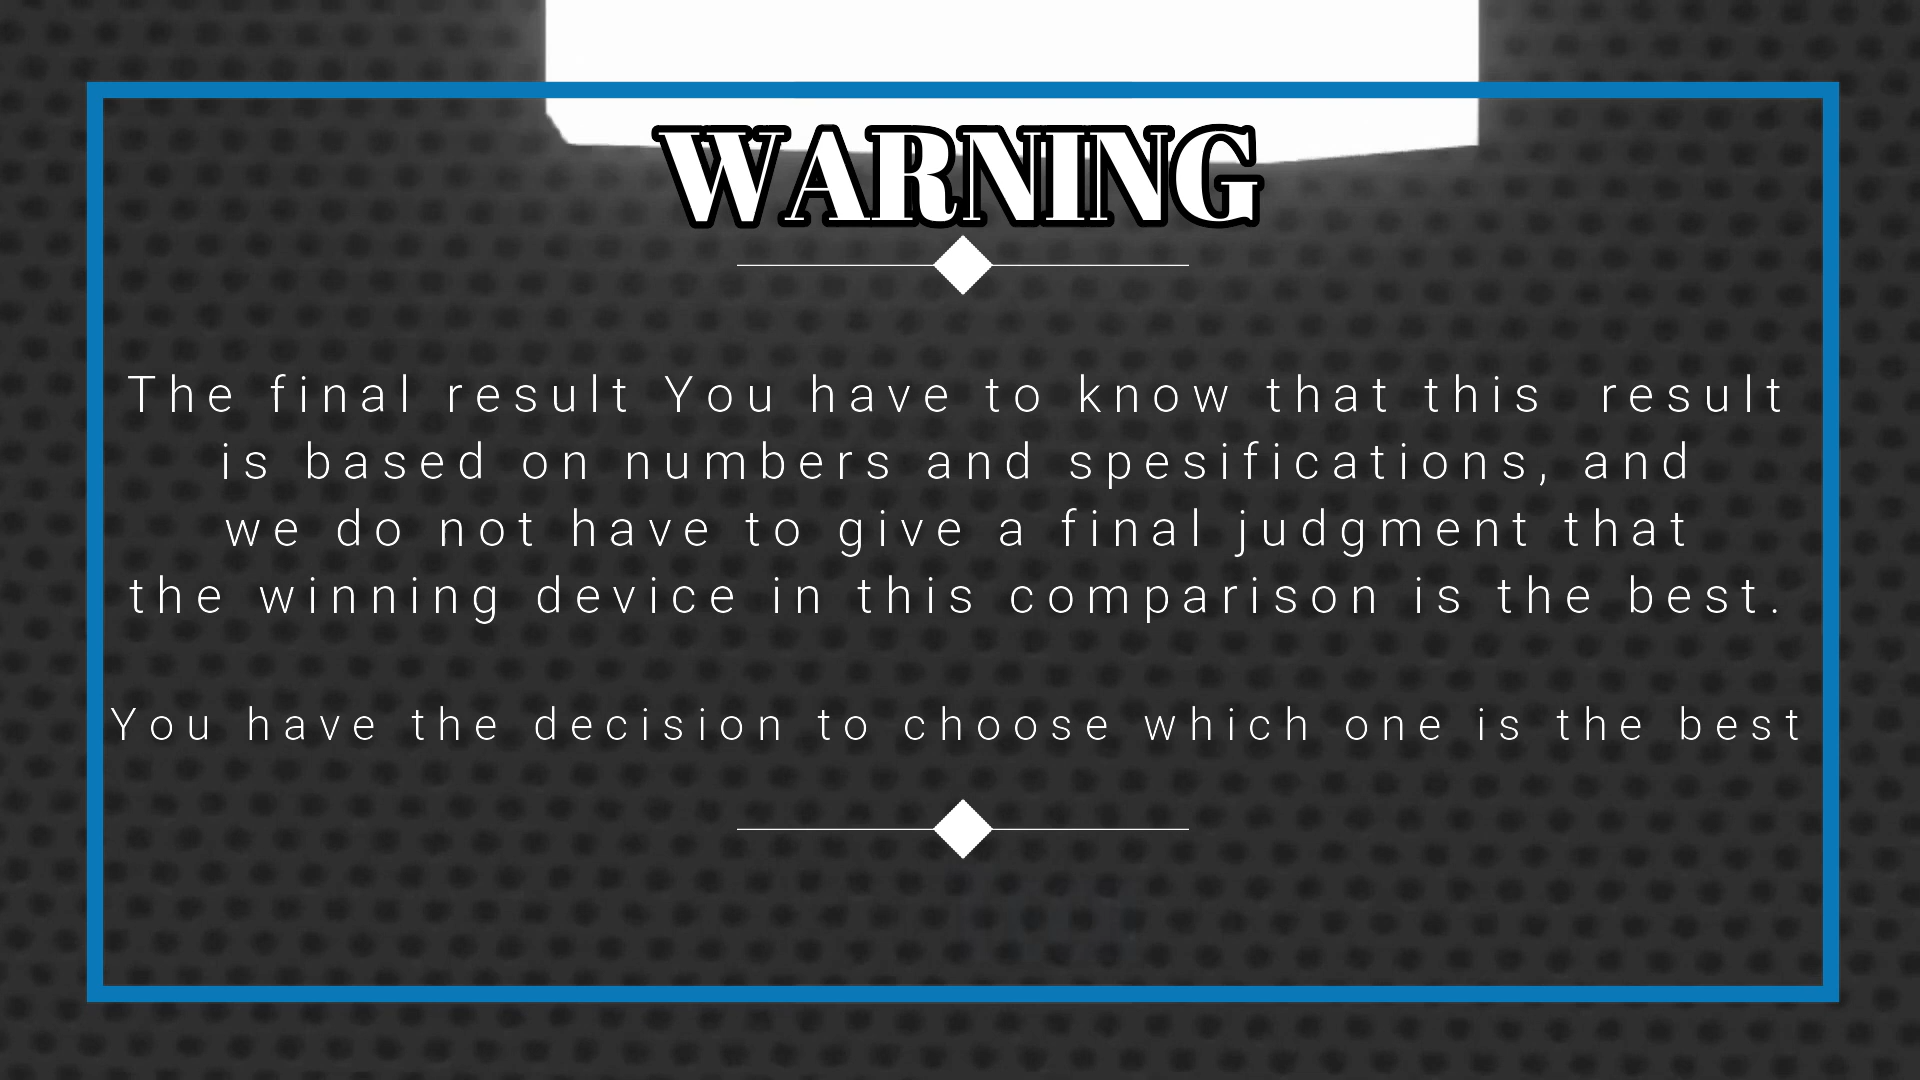 WARNING
The final result You have to know that this result
is based on numbers and spesifications, and
we do not have to give a final judgment that
the winning device in this comparison is the best.
You have the decision to choose which one is the best